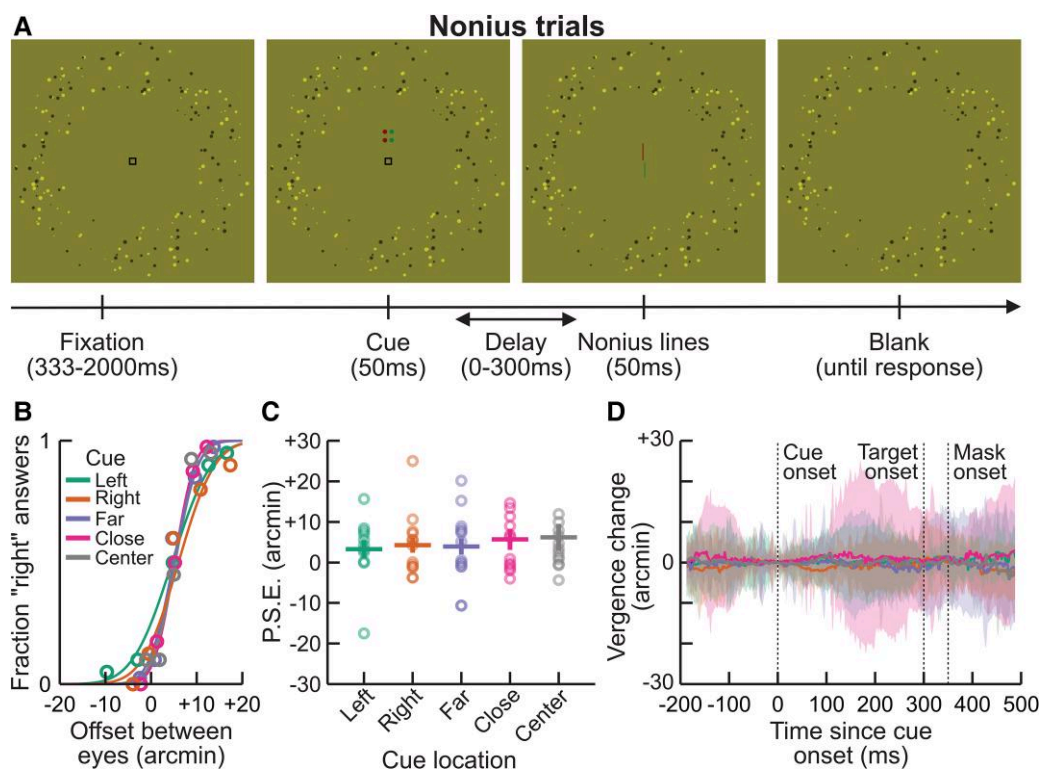 A
Nonius trials
Fixation
(333-2000ms)
Cue
(50ms)
Delay
(0-300ms)
Nonius lines
(50ms)
Blank
(until response)
B
Fraction "right" answers
1
0
Cue
Left
Right
Far
Close
Center
-20
-10
0
+10
+20
Offset between
eyes (arcmin)
C
P.S.E. (arcmin)
+30
+20
+10
0
-10
-20
-30
Left
Right
Far
Close
Center
Cue location
D
Vergence change
(arcmin)
+30
0
-30
Cue
onset
Target
onset
Mask
onset
-200
-100
0
100
200
300
400
500
Time since cue
onset (ms)